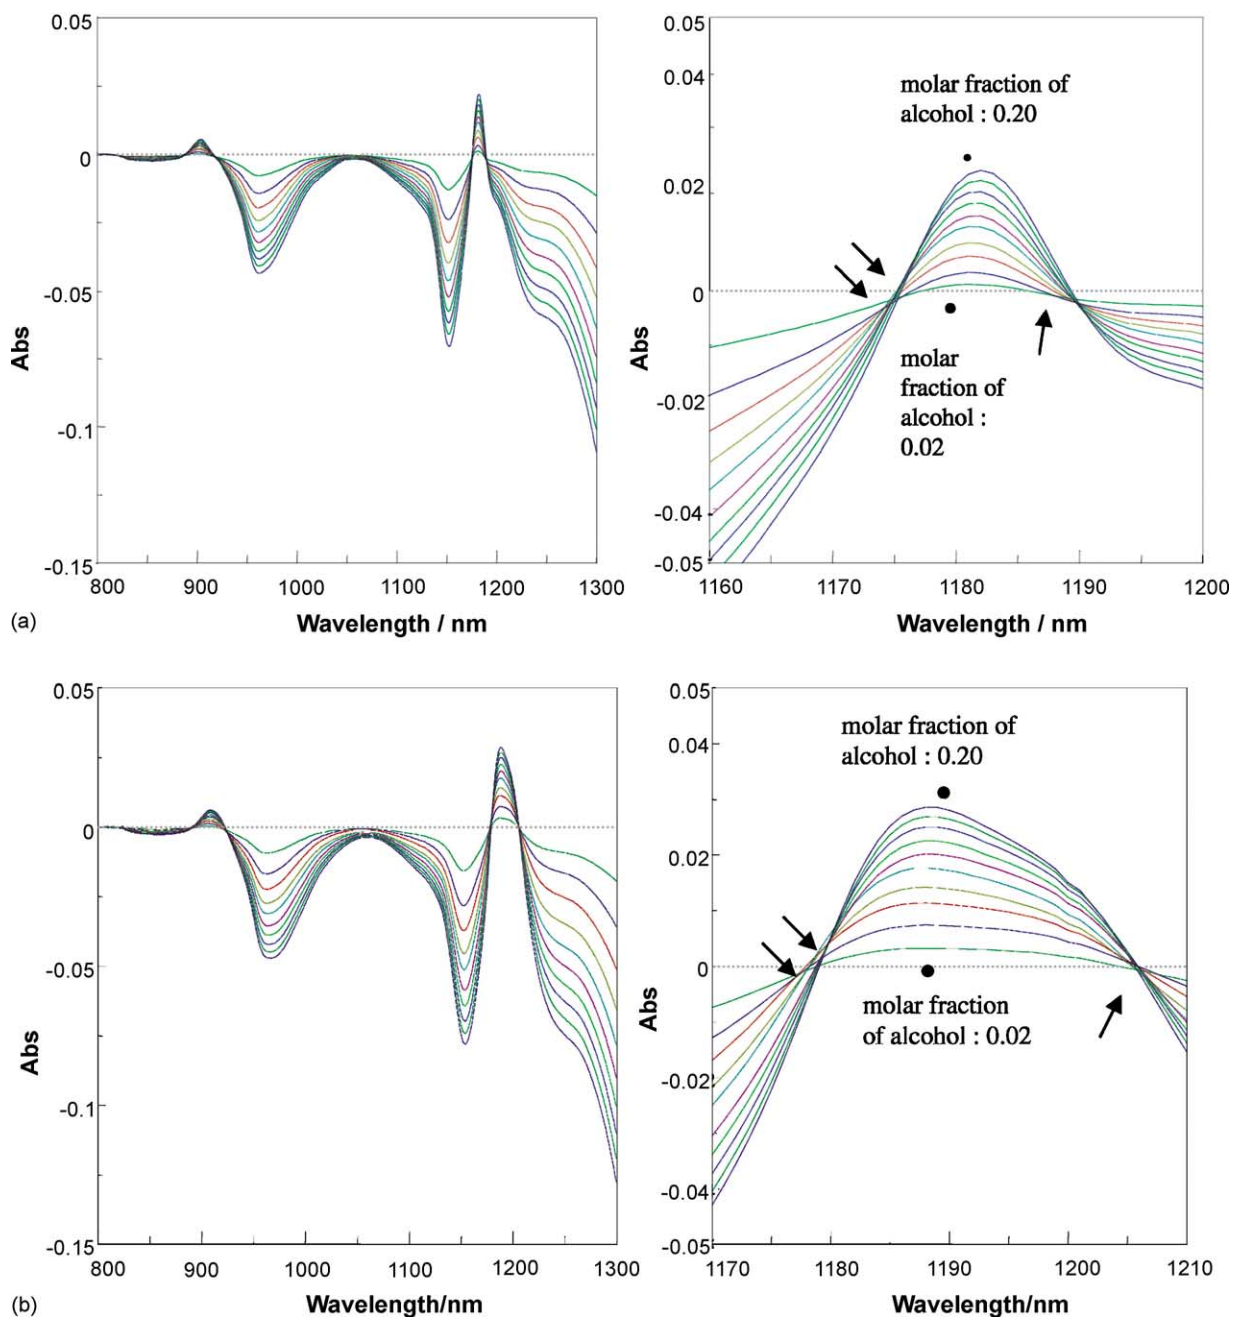 0.05
0
-0.05
-0.1
-0.15
Abs
800 900 1000 1100 1200 1300
Wavelength / nm
(a)
0.05
0.04
0.02
0
-0.02
-0.04
-0.05
Abs
molar fraction of
alcohol : 0.20
molar
fraction of
alcohol :
0.02
1160 1170 1180 1190 1200
Wavelength / nm
0.05
0
-0.05
-0.1
-0.15
Abs
800 900 1000 1100 1200 1300
Wavelength/nm
(b)
0.05
0.04
0.02
0
-0.02
-0.04
-0.05
Abs
molar fraction of
alcohol : 0.20
molar fraction
of alcohol : 0.02
1170 1180 1190 1200 1210
Wavelength/nm